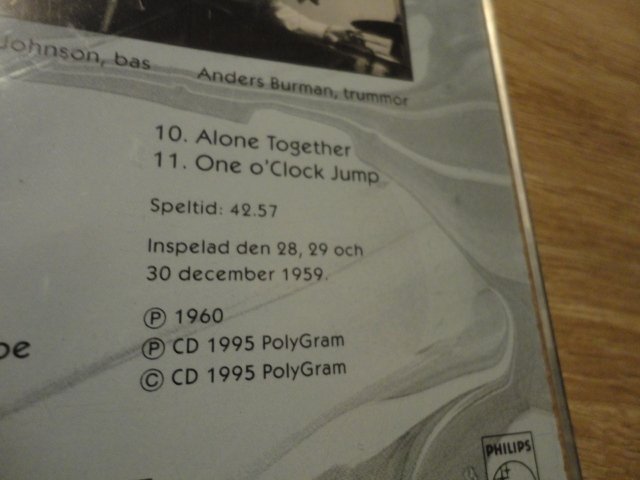 Johnson, bas
Anders Burman, trummor
10. Alone Together
11. One o'Clock Jump
Speltid: 42.57
Inspelad den 28, 29 och
30 december 1959.
Ⓟ 1960
Ⓟ CD 1995 PolyGram
© CD 1995 PolyGram
PHILIPS